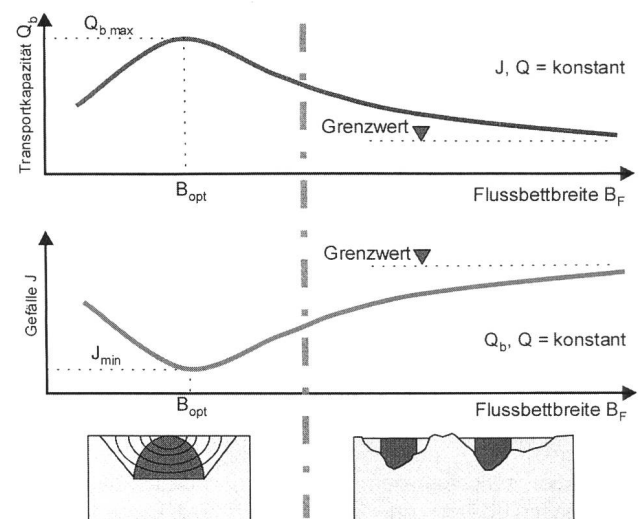 Transportkapazität Q_b
Q_b max
J, Q = konstant
Grenzwert
B_opt
Flussbettbreite B_F
Gefälle J
Grenzwert
J_min
Q_b, Q = konstant
B_opt
Flussbettbreite B_F